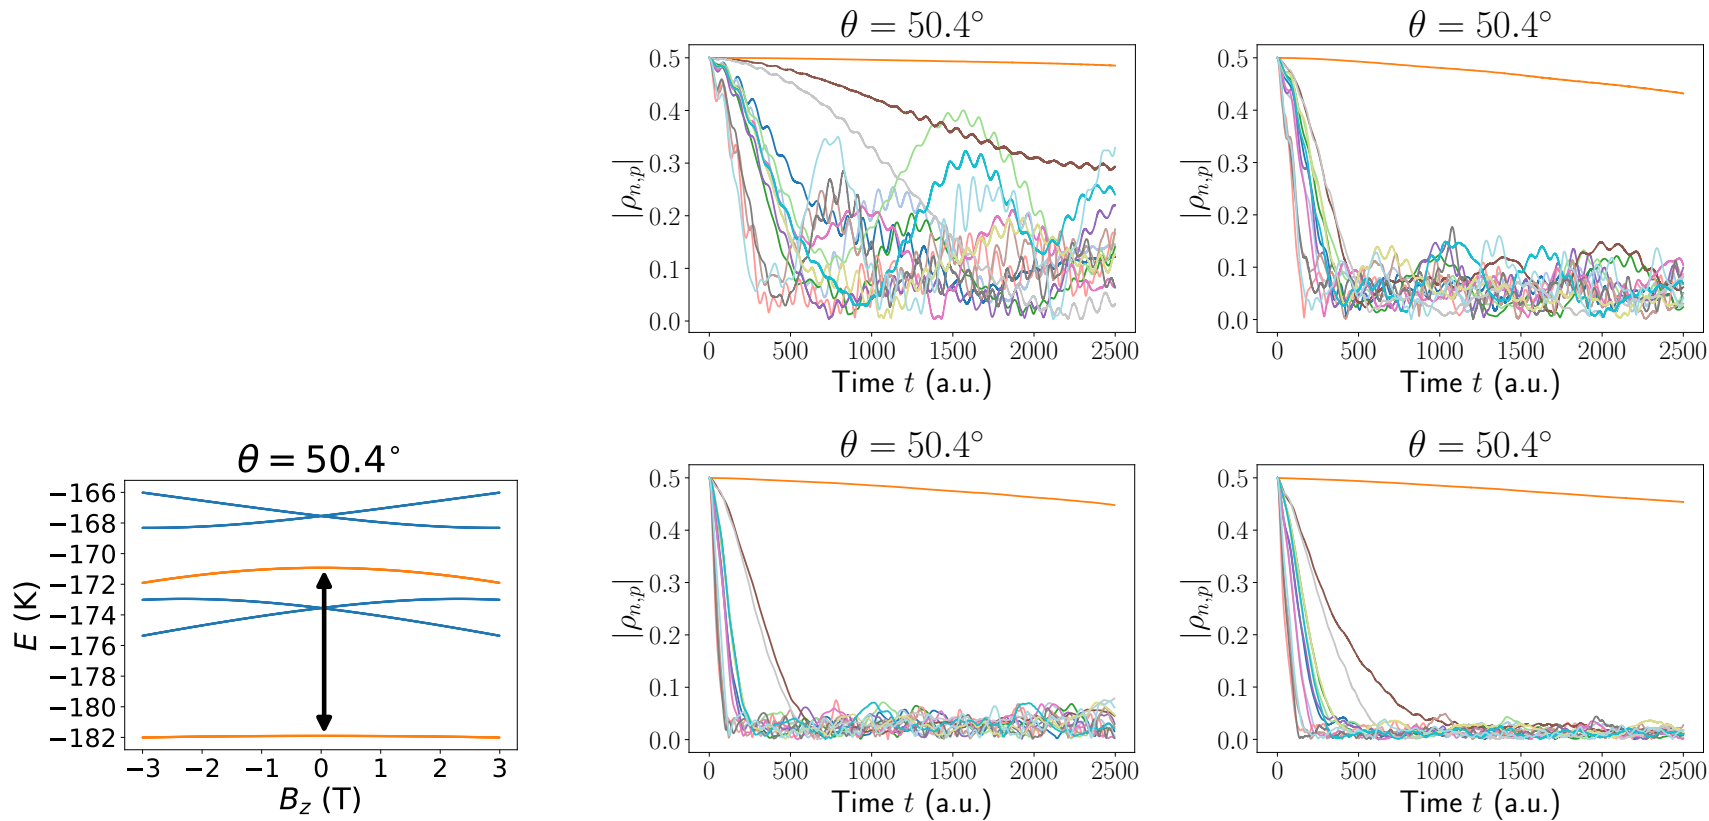 θ = 50.4°
|ρn,p|
0.5
0.4
0.3
0.2
0.1
0.0
0 500 1000 1500 2000 2500
Time t (a.u.)
θ = 50.4°
|ρn,p|
0.5
0.4
0.3
0.2
0.1
0.0
0 500 1000 1500 2000 2500
Time t (a.u.)
θ = 50.4°
E (K)
−166
−168
−170
−172
−174
−176
−178
−180
−182
−3 −2 −1 0 1 2 3
Bz (T)
θ = 50.4°
|ρn,p|
0.5
0.4
0.3
0.2
0.1
0.0
0 500 1000 1500 2000 2500
Time t (a.u.)
θ = 50.4°
|ρn,p|
0.5
0.4
0.3
0.2
0.1
0.0
0 500 1000 1500 2000 2500
Time t (a.u.)